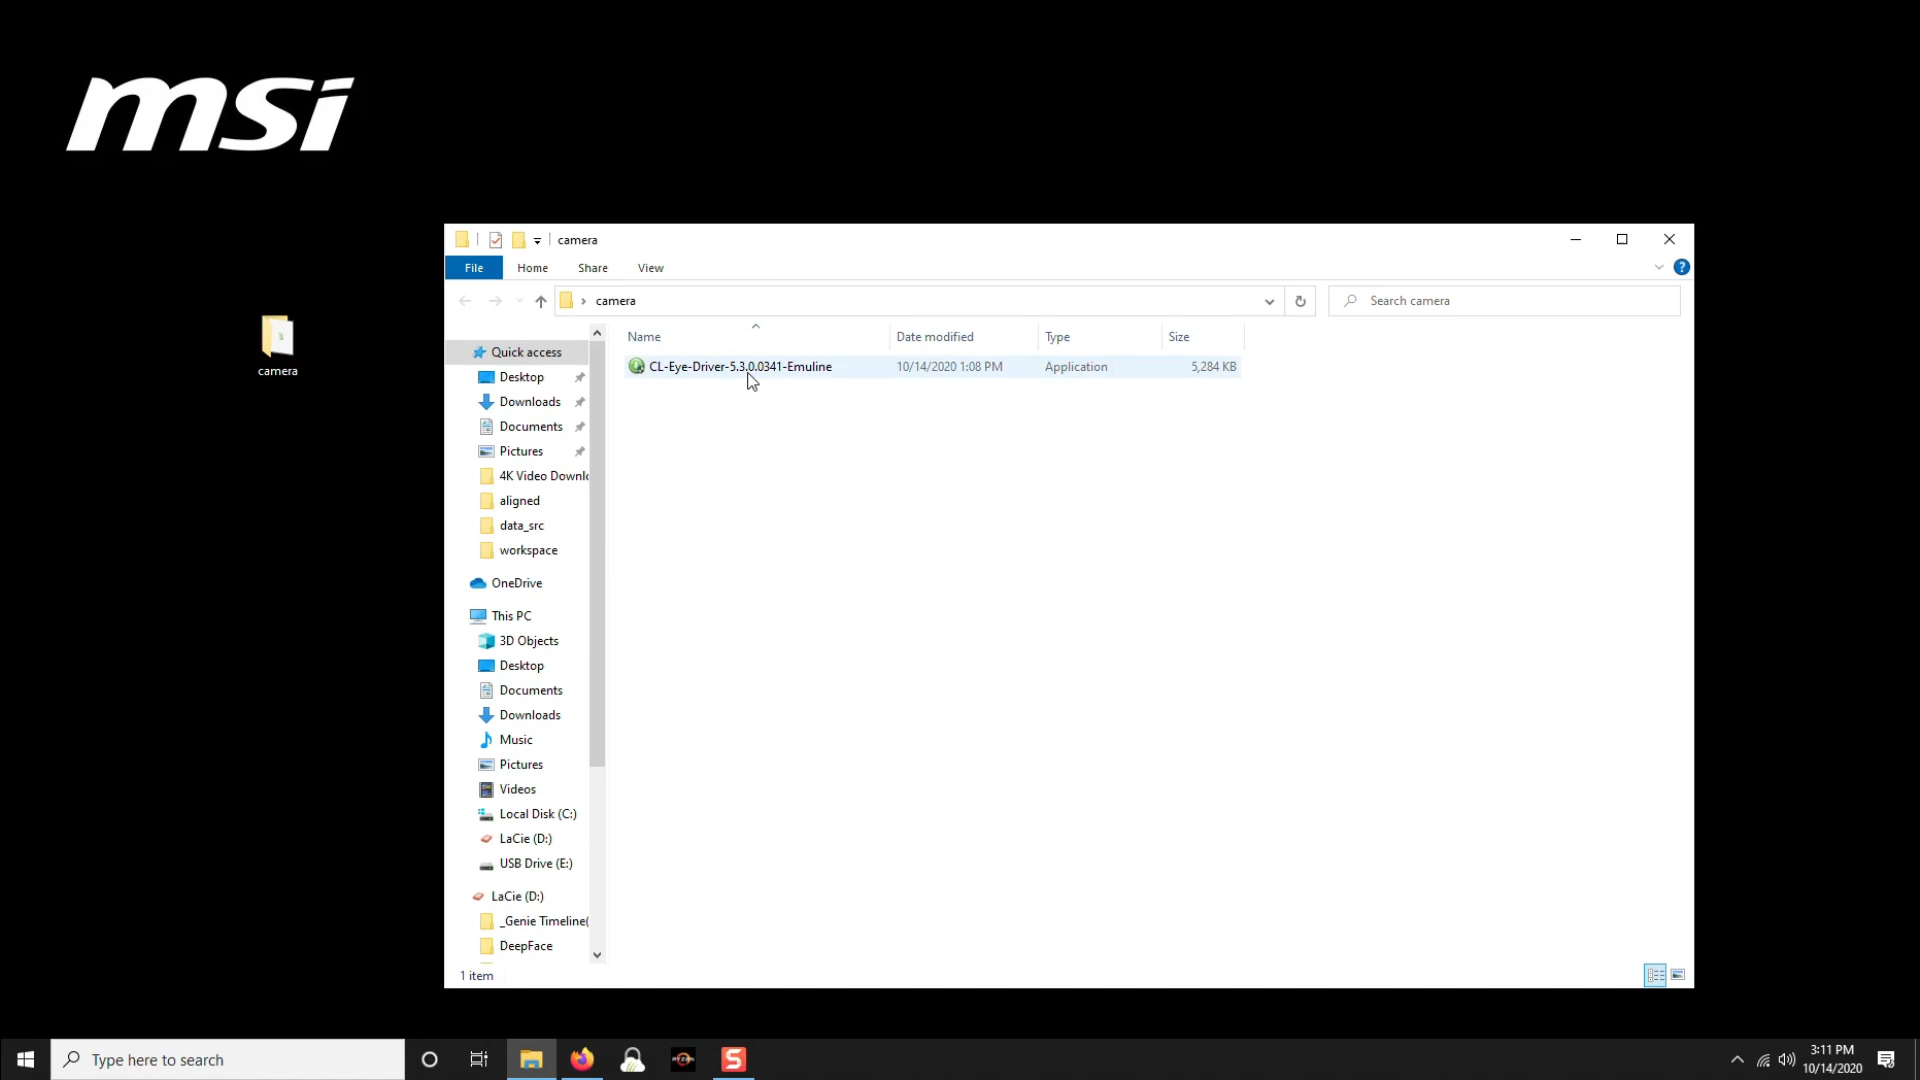 msi
camera
camera
File
Home
Share
View
?
camera
Search camera
Name
Date modified
Type
Size
CL-Eye-Driver-5.3.0.0341-Emuline
10/14/2020 1:08 PM
Application
5,284 KB
Quick access
Desktop
Downloads
Documents
Pictures
4K Video Downlo
aligned
data_src
workspace
OneDrive
This PC
3D Objects
Desktop
Documents
Downloads
Music
Pictures
Videos
Local Disk (C:)
LaCie (D:)
USB Drive (E:)
LaCie (D:)
_Genie Timeline(
DeepFace
1 item
Type here to search
RYZEN
S
3:11 PM
10/14/2020